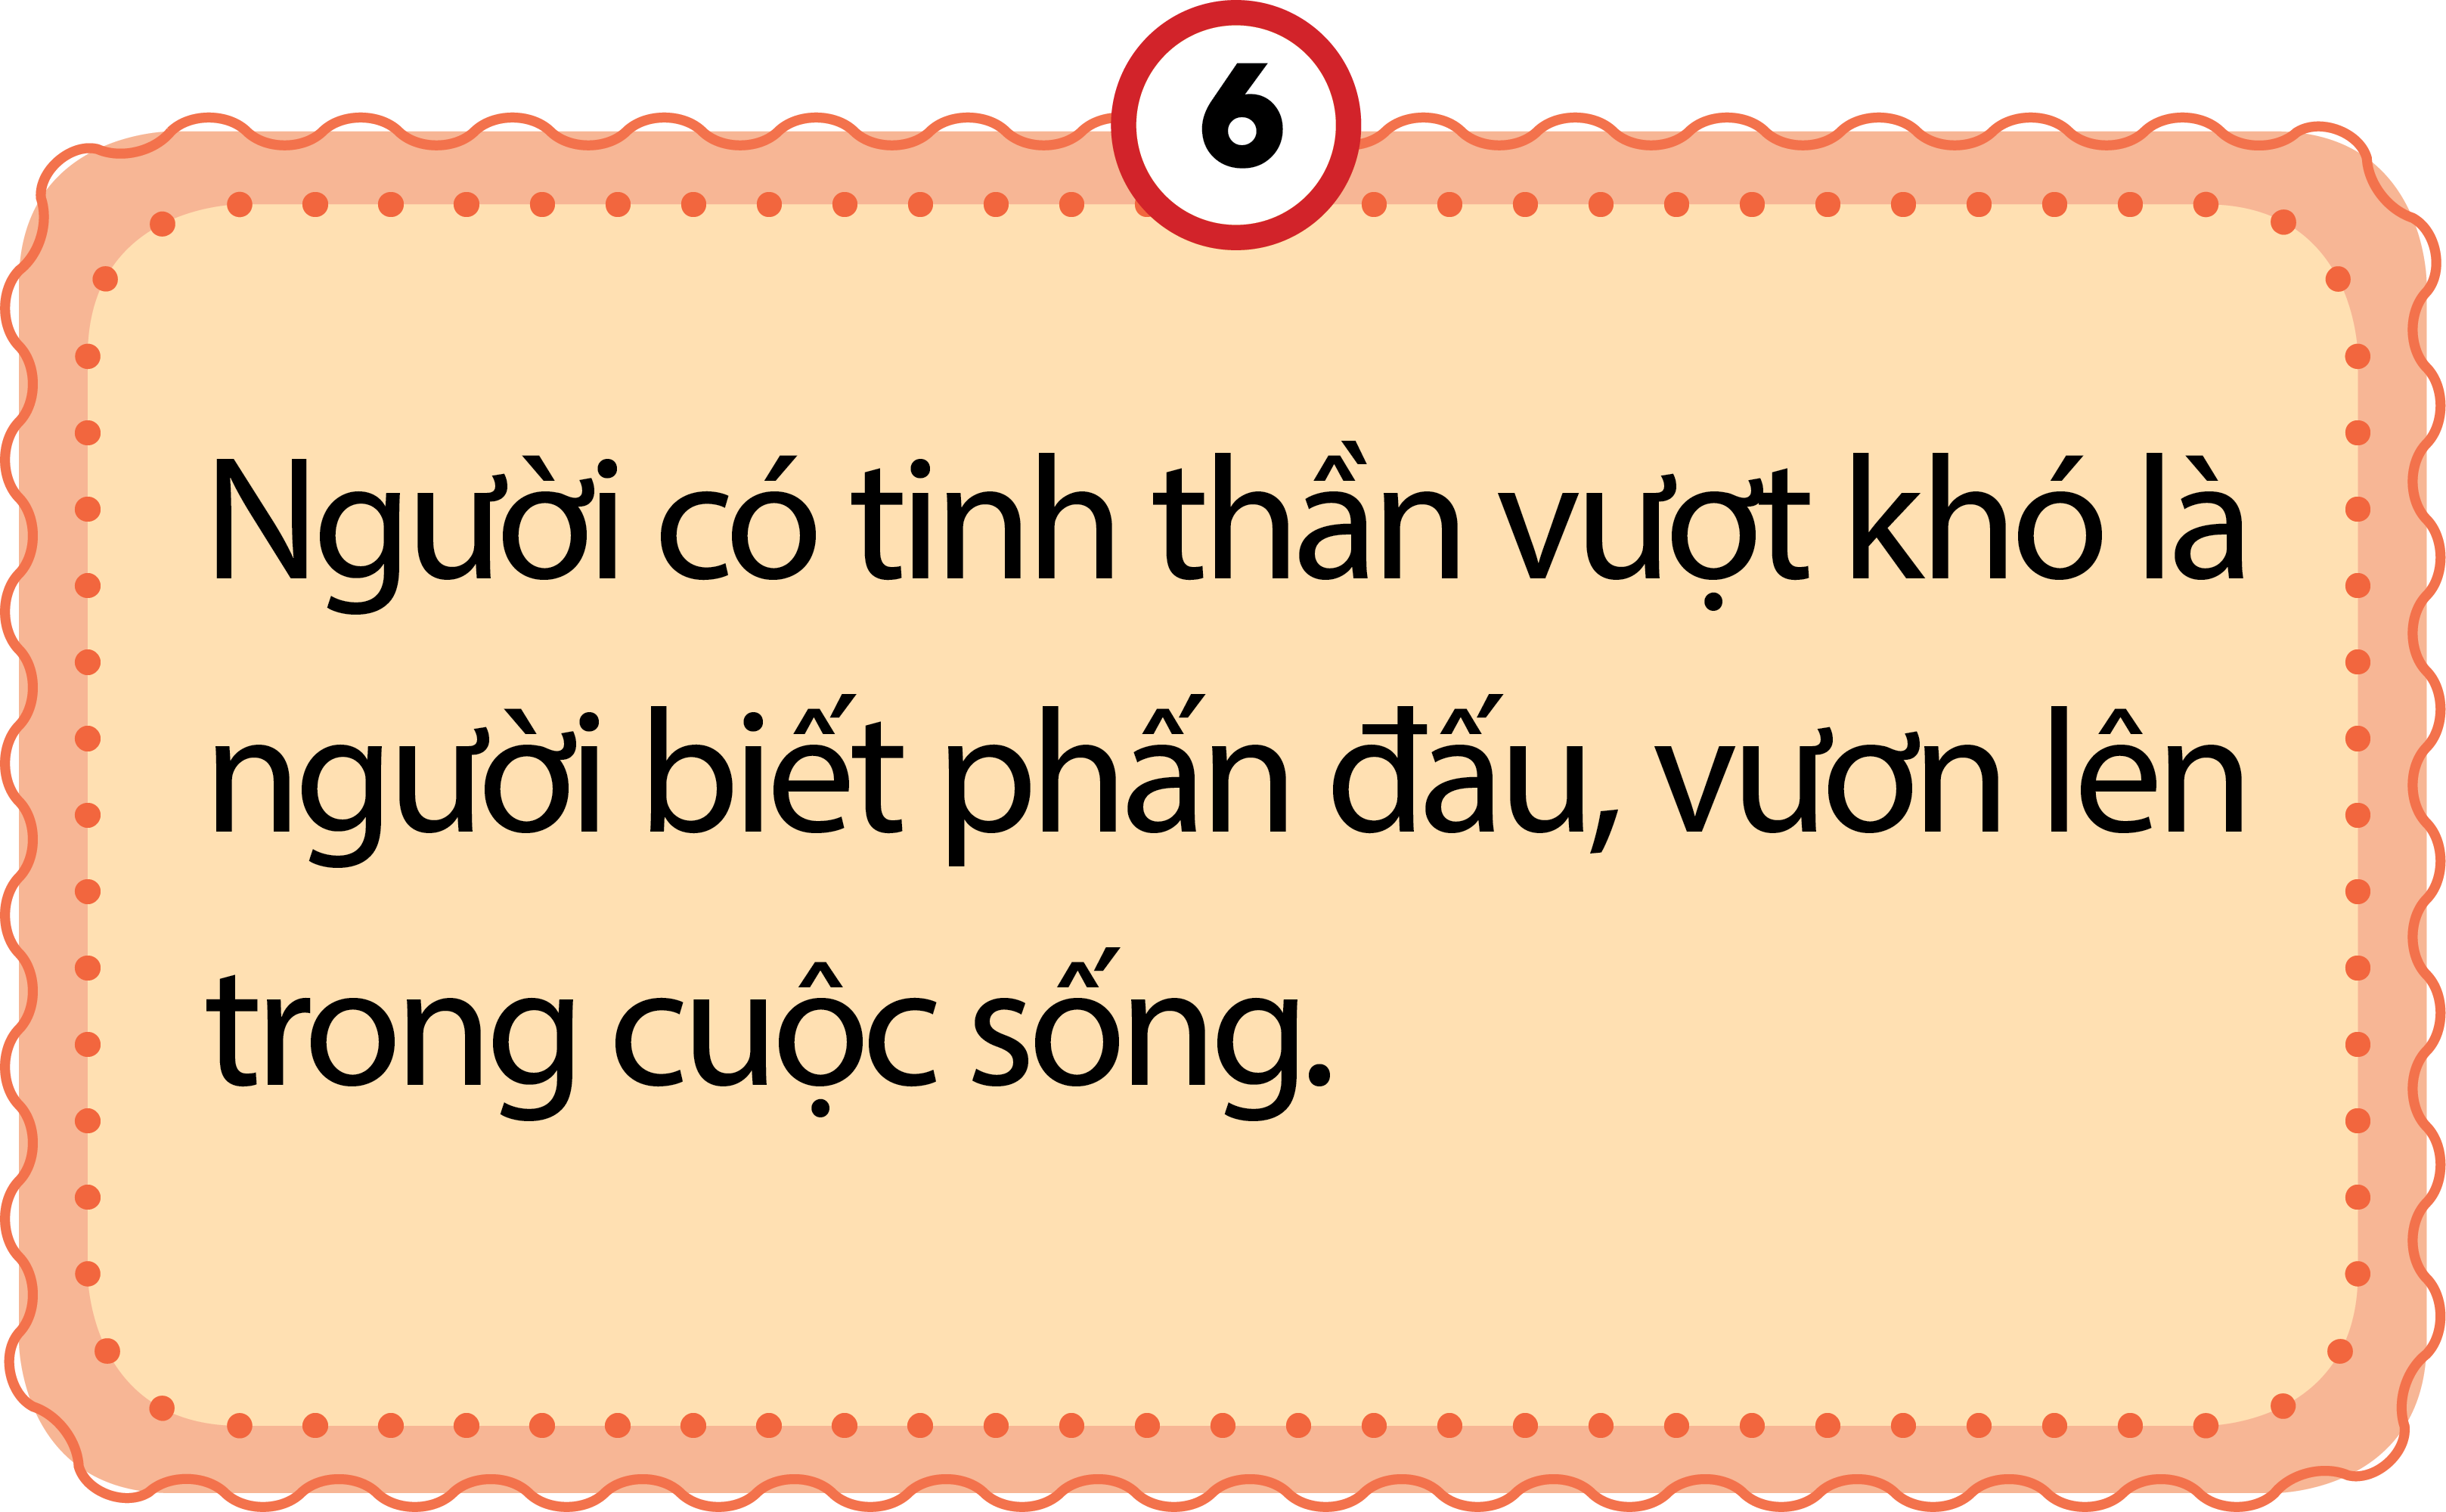 6
Người có tinh thần vượt khó là
người biết phấn đấu, vươn lên
trong cuộc sống.